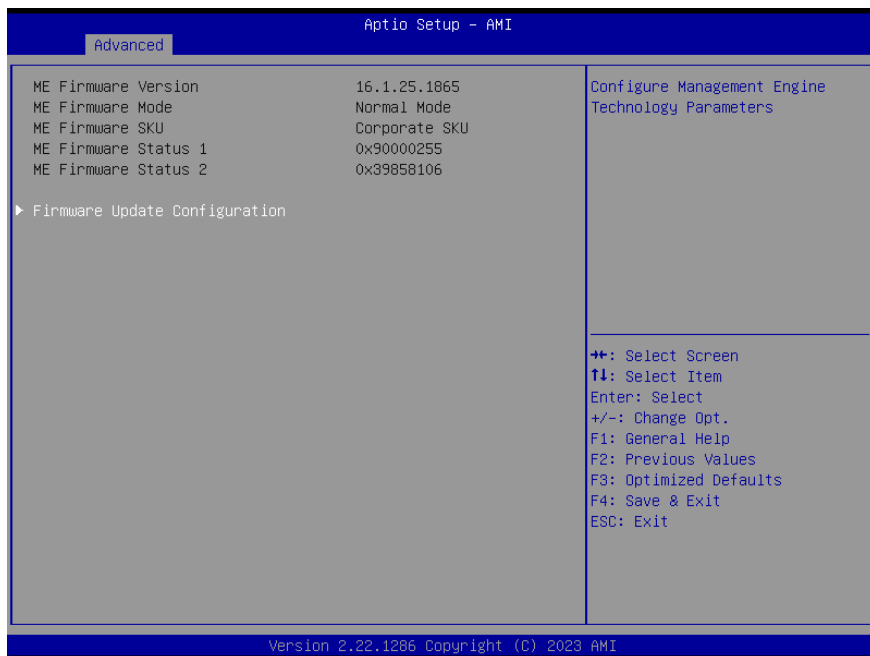 Aptio Setup – AMI
Advanced
ME Firmware Version 16.1.25.1865
ME Firmware Mode Normal Mode
ME Firmware SKU Corporate SKU
ME Firmware Status 1 0x90000255
ME Firmware Status 2 0x39858106
► Firmware Update Configuration
Configure Management Engine
Technology Parameters
→←: Select Screen
↑↓: Select Item
Enter: Select
+/-: Change Opt.
F1: General Help
F2: Previous Values
F3: Optimized Defaults
F4: Save & Exit
ESC: Exit
Version 2.22.1286 Copyright (C) 2023 AMI